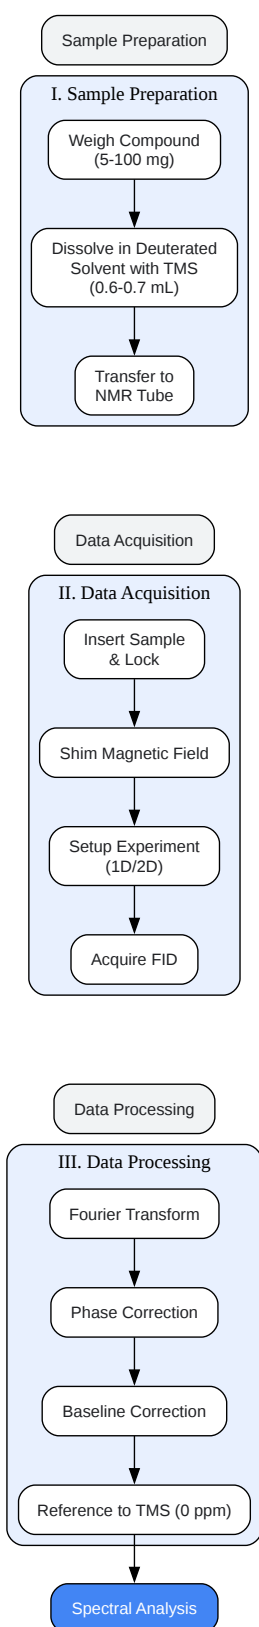 Sample Preparation
I. Sample Preparation
Weigh Compound
(5-100 mg)
Dissolve in Deuterated
Solvent with TMS
(0.6-0.7 mL)
Transfer to
NMR Tube
Data Acquisition
II. Data Acquisition
Insert Sample
& Lock
Shim Magnetic Field
Setup Experiment
(1D/2D)
Acquire FID
Data Processing
III. Data Processing
Fourier Transform
Phase Correction
Baseline Correction
Reference to TMS (0 ppm)
Spectral Analysis